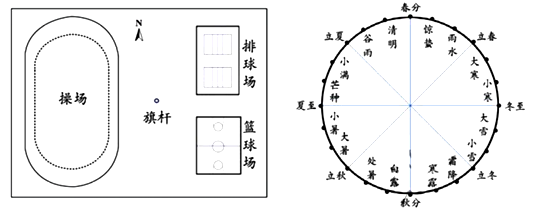 N
排球场
操场
旗杆
篮球场
春分
立夏
谷雨
清明
惊蛰
雨水
立春
小满
大寒
芒种
小寒
夏至
冬至
小暑
大雪
大暑
小雪
立秋
处暑
白露
寒露
霜降
立冬
秋分